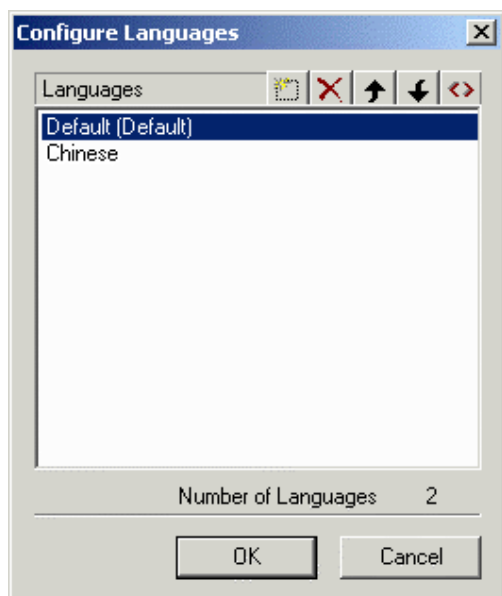 Configure Languages
Languages
Default (Default)
Chinese
Number of Languages 2
OK Cancel